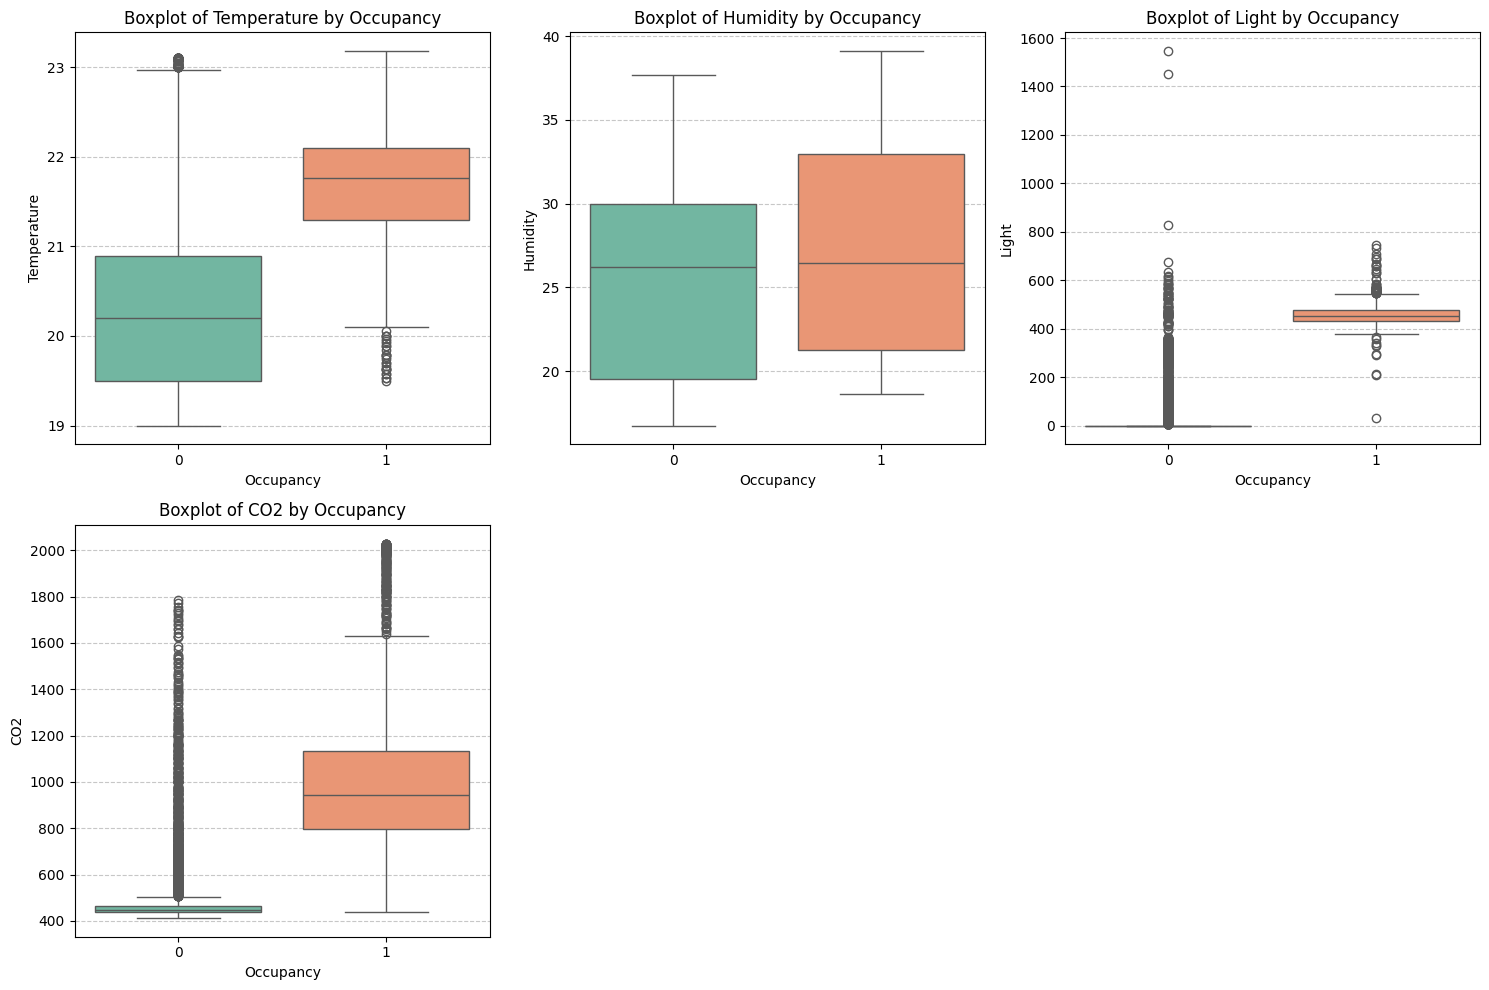 Boxplot of Temperature by Occupancy
Temperature
23
22
21
20
19
0 1
Occupancy
Boxplot of Humidity by Occupancy
Humidity
40
35
30
25
20
0 1
Occupancy
Boxplot of Light by Occupancy
Light
1600
1400
1200
1000
800
600
400
200
0
0 1
Occupancy
Boxplot of CO2 by Occupancy
CO2
2000
1800
1600
1400
1200
1000
800
600
400
0 1
Occupancy